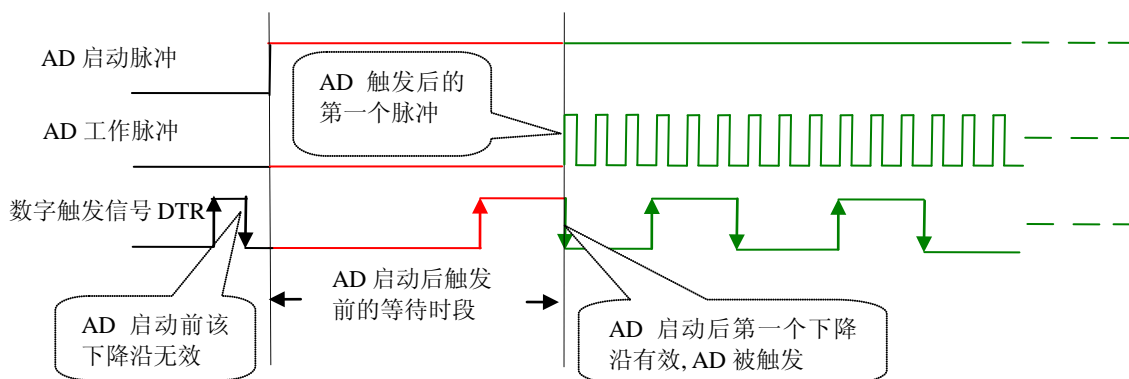 AD 启动脉冲
AD 触发后的
第一个脉冲
AD 工作脉冲
数字触发信号 DTR
AD 启动后触发
前的等待时段
AD 启动前该
下降沿无效
AD 启动后第一个下降
沿有效, AD 被触发